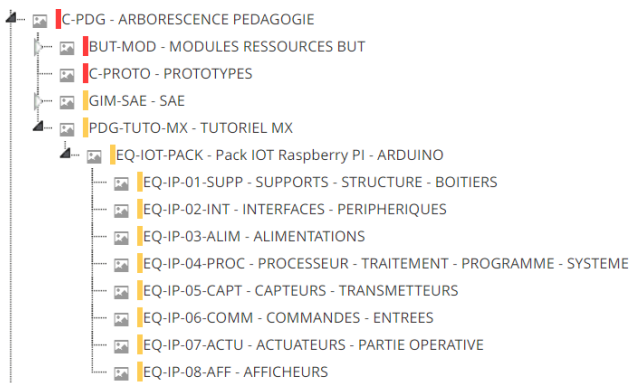 C-PDG - ARBORESCENCE PEDAGOGIE
BUT-MOD - MODULES RESSOURCES BUT
C-PROTO - PROTOTYPES
GIM-SAE - SAE
PDG-TUTO-MX - TUTORIEL MX
EQ-IOT-PACK - Pack IOT Raspberry PI - ARDUINO
EQ-IP-01-SUPP - SUPPORTS - STRUCTURE - BOITIERS
EQ-IP-02-INT - INTERFACES - PERIPHERIQUES
EQ-IP-03-ALIM - ALIMENTATIONS
EQ-IP-04-PROC - PROCESSEUR - TRAITEMENT - PROGRAMME - SYSTEME
EQ-IP-05-CAPT - CAPTEURS - TRANSMETTEURS
EQ-IP-06-COMM - COMMANDES - ENTREES
EQ-IP-07-ACTU - ACTUATEURS - PARTIE OPERATIVE
EQ-IP-08-AFF - AFFICHEURS